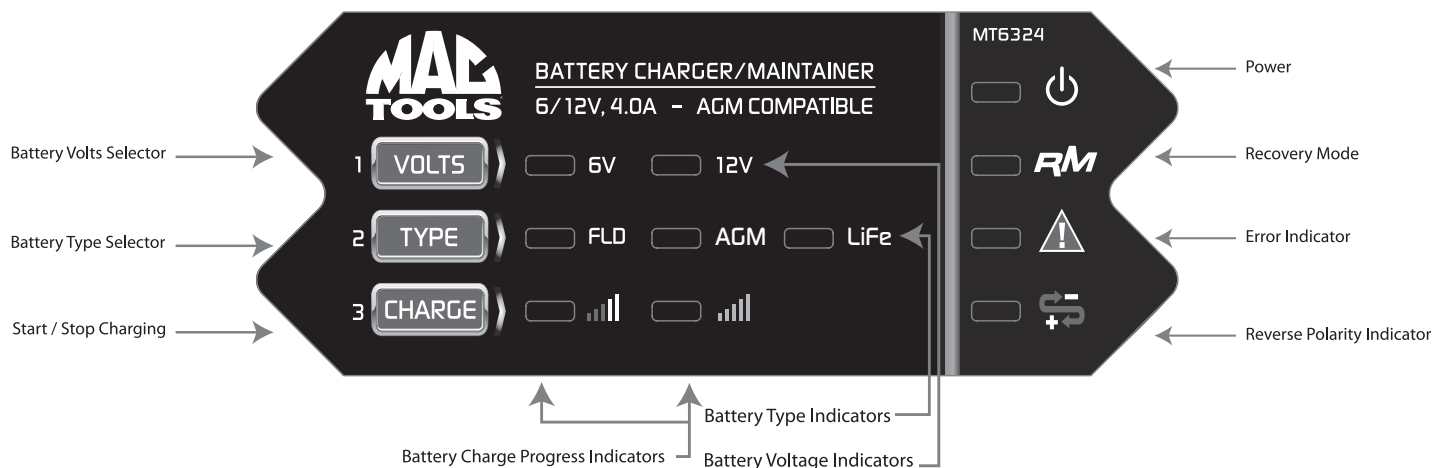 MAC
TOOLS
BATTERY CHARGER/MAINTAINER
6/12V, 4.0A - AGM COMPATIBLE
MT6324
Power
Battery Volts Selector
1 VOLTS 6V 12V
RM
Recovery Mode
Battery Type Selector
2 TYPE FLD AGM LiFe
Error Indicator
Start / Stop Charging
3 CHARGE
Reverse Polarity Indicator
Battery Type Indicators
Battery Charge Progress Indicators
Battery Voltage Indicators